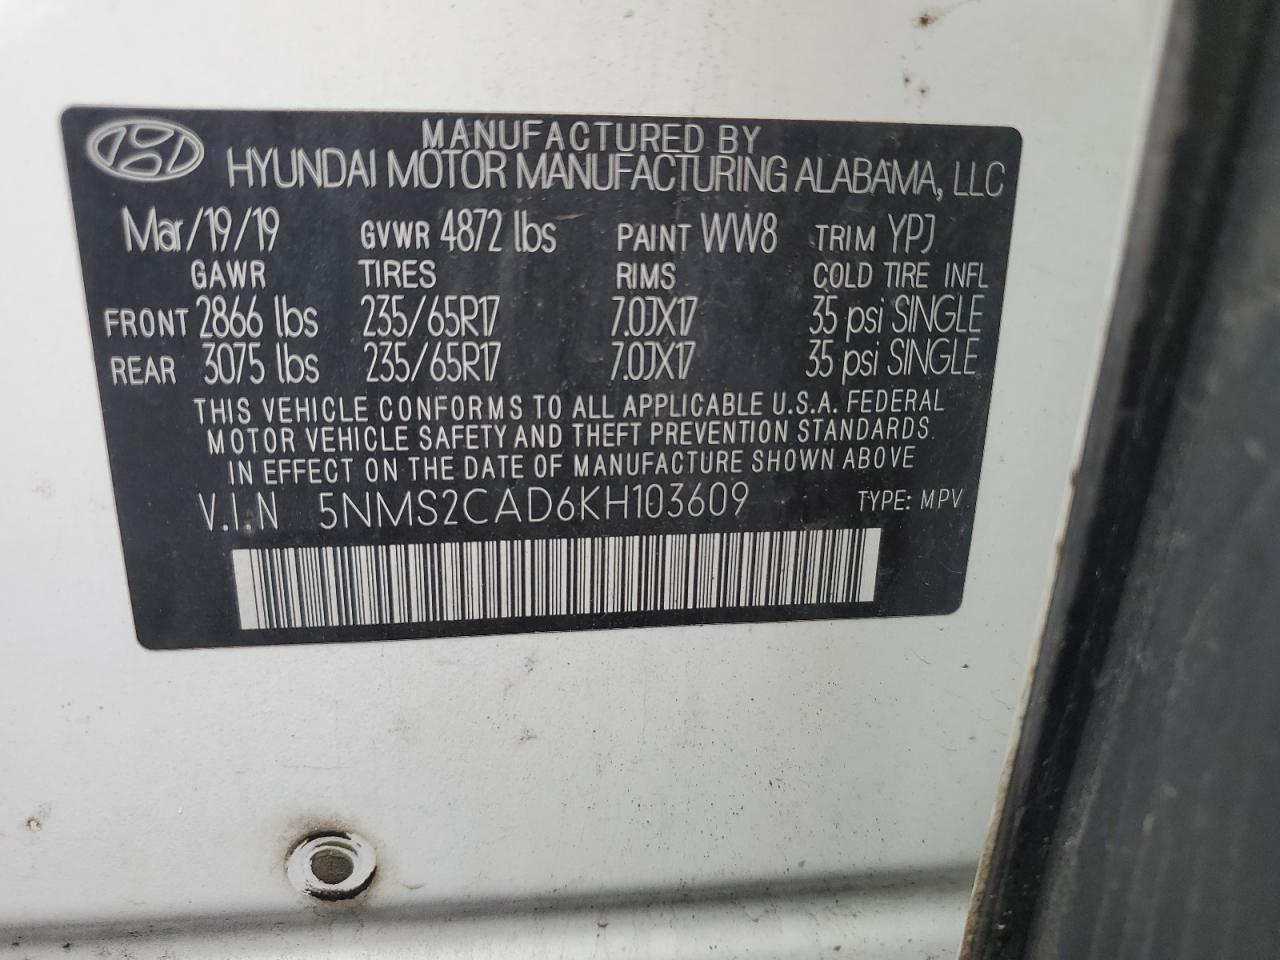 MANUFACTURED BY
HYUNDAI MOTOR MANUFACTURING ALABAMA, LLC
Mar/19/19 GVWR 4872 lbs PAINT WW8 TRIM YPJ
GAWR TIRES RIMS COLD TIRE INFL
FRONT 2866 lbs 235/65R17 7.0JX17 35 psi SINGLE
REAR 3075 lbs 235/65R17 7.0JX17 35 psi SINGLE
THIS VEHICLE CONFORMS TO ALL APPLICABLE U.S.A. FEDERAL
MOTOR VEHICLE SAFETY AND THEFT PREVENTION STANDARDS
IN EFFECT ON THE DATE OF MANUFACTURE SHOWN ABOVE
V.I.N 5NMS2CAD6KH103609 TYPE: MPV